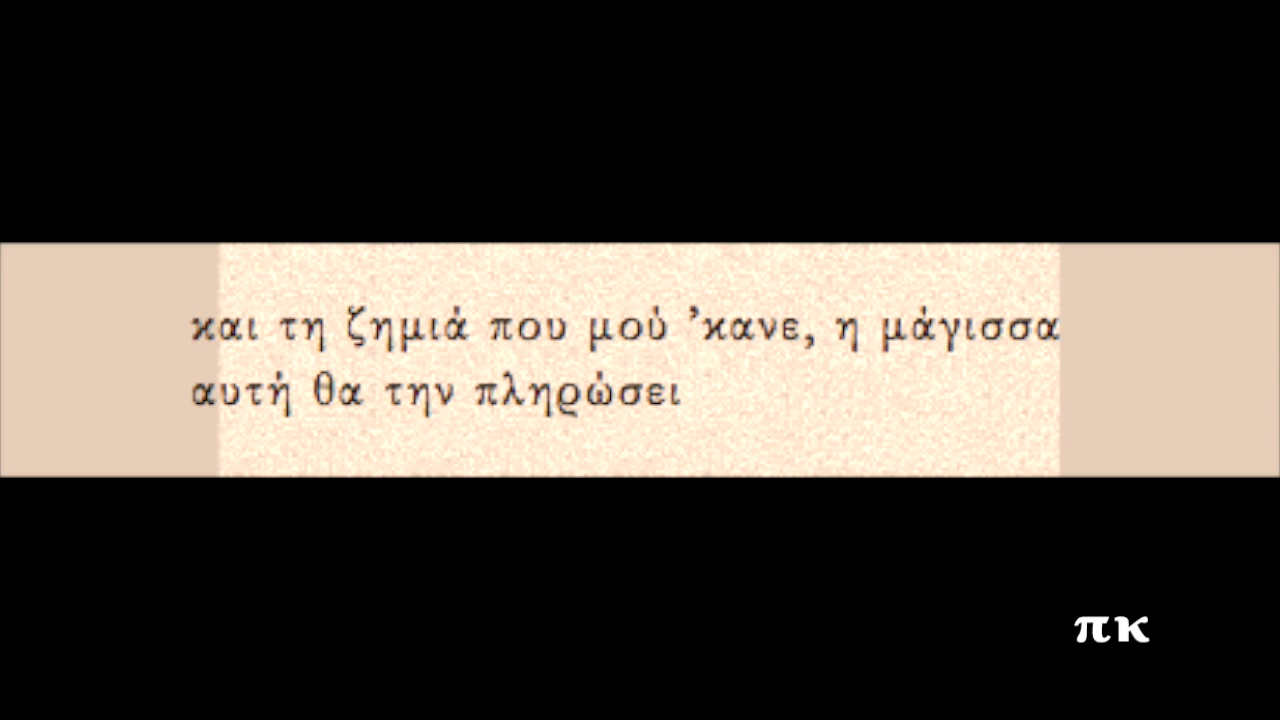 και τη ζημιά που μού ’κανε, η μάγισσα
αυτή θα την πληρώσει
πκ